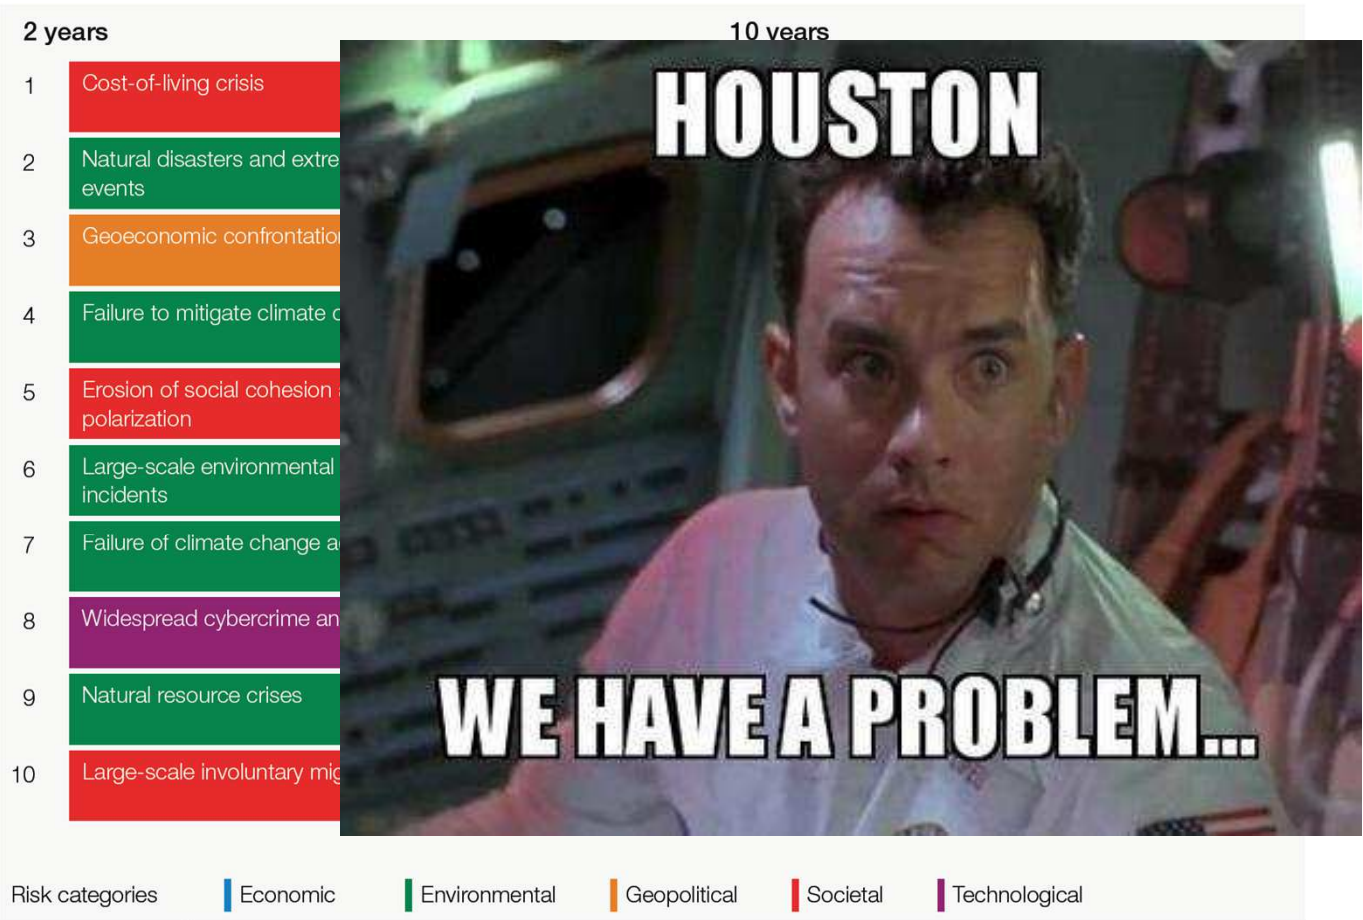 2 years
10 years
1
Cost-of-living crisis
2
Natural disasters and extre
events
3
Geoeconomic confrontation
4
Failure to mitigate climate c
5
Erosion of social cohesion
polarization
6
Large-scale environmental
incidents
7
Failure of climate change a
8
Widespread cybercrime an
9
Natural resource crises
10
Large-scale involuntary mig
HOUSTON
WE HAVE A PROBLEM...
Risk categories
Economic
Environmental
Geopolitical
Societal
Technological